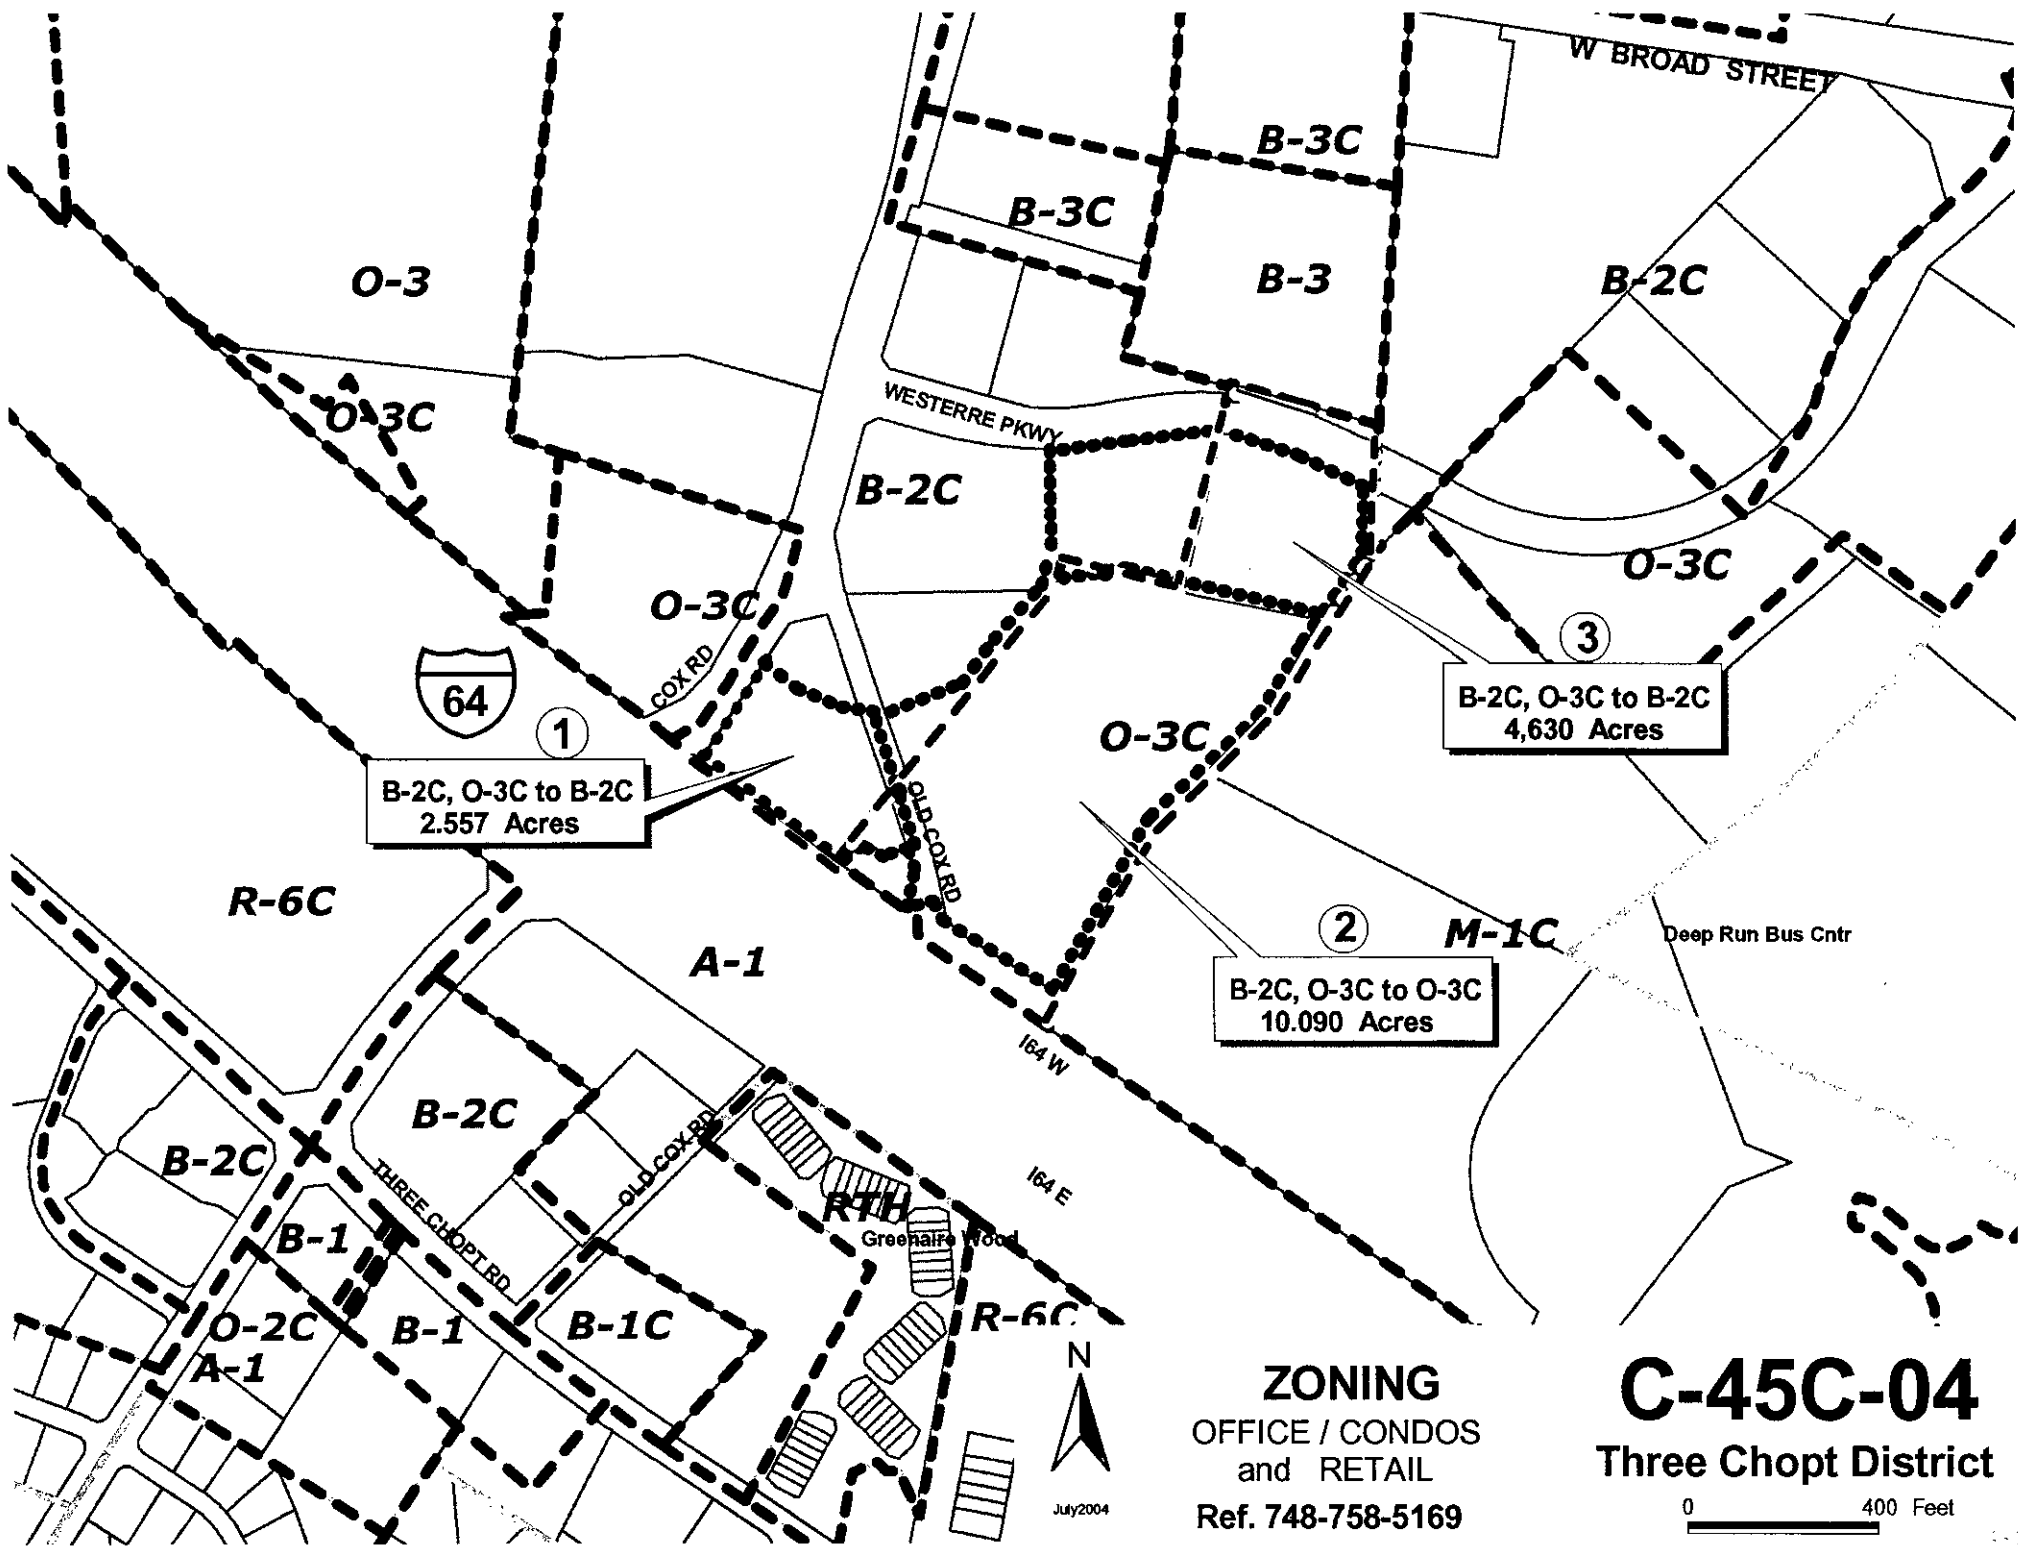 W BROAD STREET
B-3C
B-3C
O-3
B-3
B-2C
WESTERRE PKWY
O-3C
B-2C
O-3C
O-3C
3
B-2C, O-3C to B-2C
4,630 Acres
COX RD
64
1
B-2C, O-3C to B-2C
2.557 Acres
O-3C
OLD COX RD
R-6C
A-1
2
B-2C, O-3C to O-3C
10.090 Acres
M-1C
Deep Run Bus Cntr
I64 W
B-2C
OLD COX RD
B-2C
THREE CHOPT RD
I64 E
RTH
Greenaire Wood
B-1
O-2C
B-1
B-1C
R-6C
A-1
N
July2004
ZONING
OFFICE / CONDOS
and RETAIL
Ref. 748-758-5169
C-45C-04
Three Chopt District
0 400 Feet